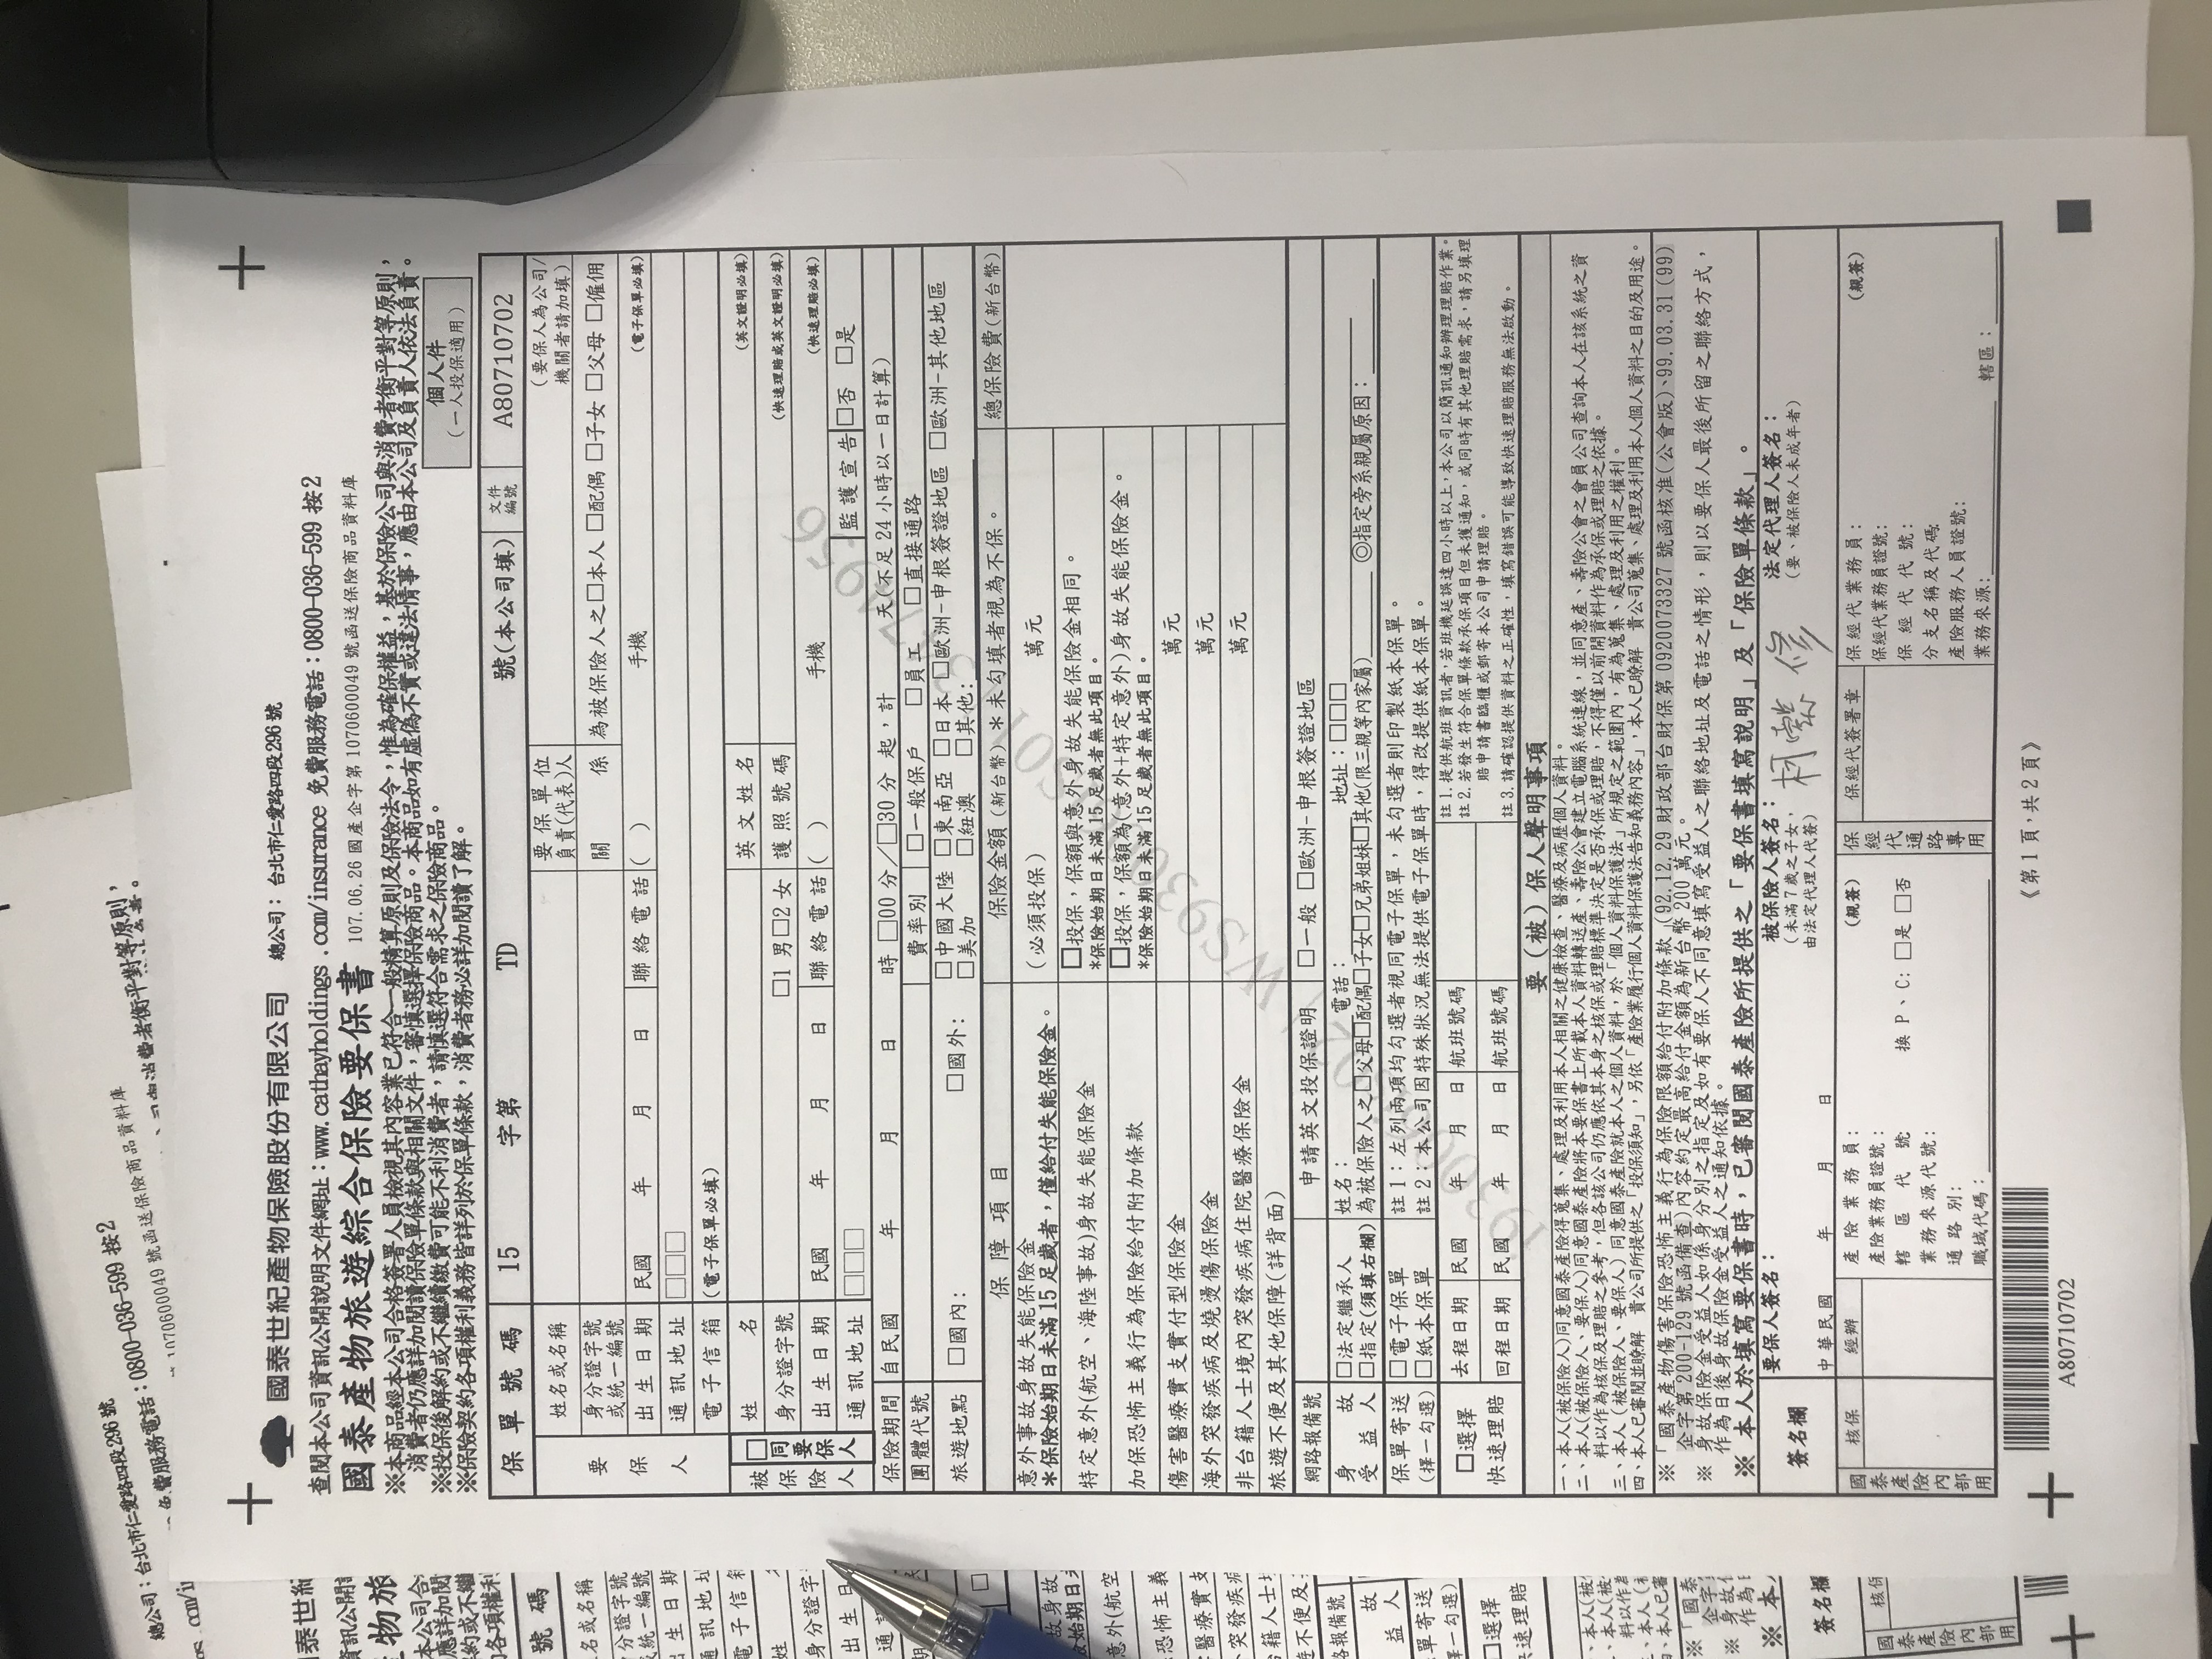 總公司：台北市仁愛路四段296號
免費服務電話：0800-036-599 按2
1070600049 號函送保險商品資料庫
國泰世紀產物保險股份有限公司 總公司： 台北市仁愛路四段296號
查閱本公司資訊公開說明文件網址：www.cathayholdings .com/insurance 免費服務電話：0800-036-599 按2
國泰產物旅遊綜合保險要保書 107.06.26 國產企字第 1070600049 號函送保險商品資料庫
※本商品經本公司合格簽署人員檢視其內容業已符合一般精算原則及保險法令，惟為確保權益，基於保險公司與消費者衡平對等原則，
消費者仍應詳加閱讀保險單條款與相關文件，審慎選擇保險商品。本商品如有虛偽不實或違法情事，應由本公司及負責人依法負責。
※投保後解約或不繼續繳費可能不利消費者，請慎選符合需求之保險商品。
※保險契約各項權利義務皆詳列於保單條款，消費者務必詳加閱讀了解。
個人件
（一人投保適用）
保單號碼 15 字第 TD 號(本公司填) 文件編號 A80710702
要保人
姓名或名稱 要保單位負責(代表)人 （要保人為公司/機關者請加填）
身分證字號或統一編號 關係 為被保險人之□本人 □配偶 □子女 □父母 □僱佣
出生日期 民國 年 月 日 聯絡電話 ( ) 手機 (電子保單必填)
通訊地址 □□□
電子信箱 (電子保單必填)
被保險人 □同要保人
姓名 英文姓名 (英文證明必填)
身分證字號 □1 男□2 女 護照號碼 (快速理賠或英文證明必填)
出生日期 民國 年 月 日 聯絡電話 ( ) 手機 (快速理賠必填)
通訊地址 □□□ 監護宣告 □否 □是
保險期間 自民國 年 月 日 時 □00 分／□30 分 起，計 天(不足 24 小時以一日計算)
團體代號 費率別 □一般保戶 □員工 □直接通路
旅遊地點 □國內: □國外: □中國大陸 □東南亞 □日本 □歐洲-申根簽證地區 □歐洲-其他地區
□美加 □紐澳 □其他:
保障項目 保險金額（新台幣）＊未勾填者視為不保。 總保險費(新台幣)
意外事故身故失能保險金
＊保險始期日未滿 15 足歲者，僅給付失能保險金。 （必須投保） 萬元
特定意外(航空、海陸事故)身故失能保險金 □投保，保額與意外身故失能保險金相同。
*保險始期日未滿 15 足歲者無此項目。
加保恐怖主義行為保險給付附加條款 □投保，保額為(意外+特定意外)身故失能保險金。
*保險始期日未滿 15 足歲者無此項目。
傷害醫療實支實付型保險金 萬元
海外突發疾病及燒燙傷保險金 萬元
非台籍人士境內突發疾病住院醫療保險金 萬元
旅遊不便及其他保障(詳背面)
網路報備號 申請英文投保證明 □一般 □歐洲-申根簽證地區
身故受益人 □法定繼承人 姓名： 電話： 地址：□□□
□指定(須填右欄) 為被保險人之□父母□配偶□子女□兄弟姐妹□其他(限三親等內家屬) ◎指定旁系親屬原因：
保單寄送 □電子保單 註 1：左列兩項均勾選者視同電子保單，未勾選者則印製紙本保單。
(擇一勾選) □紙本保單 註 2：本公司因特殊狀況無法提供電子保單時，得改提供紙本保單。
□選擇快速理賠
去程日期 民國 年 月 日 航班號碼
回程日期 民國 年 月 日 航班號碼
註 1.提供航班資訊者，若班機延誤達四小時以上，本公司以簡訊通知辦理理賠作業。
註 2.若發生符合保單條款承保項目但未獲通知，或同時有其他理賠需求，請另填理
賠申請書臨櫃或郵寄本公司申請理賠。
註 3.請確認提供資料之正確性，填寫錯誤可能導致快速理賠服務無法啟動。
要（被）保人聲明事項
一、本人(被保險人)同意國泰產險得蒐集、處理及利用本人相關之健康檢查、醫療及病歷個人資料。
二、本人(被保險人、要保人)同意國泰產險將本要保書上所載本人資料轉送產、壽險公會建立電腦系統連線，並同意產、壽險公會之會員公司查詢本人在該系統之資
料以作為核保及理賠之參考，但各該公司仍應依其本身之核保或理賠標準決定是否承保或理賠，不得僅以前開資料作為承保或理賠之依據。
三、本人（被保險人、要保人）同意國泰產險就本人之個人資料，於「個人資料保護法」所規定之範圍內，有為蒐集、處理及利用之權利。
四、本人已審閱並瞭解 貴公司所提供之「投保須知」，另依「產險業履行個人資料保護法告知義務內容」，本人已瞭解 貴公司蒐集、處理及利用本人個人資料之目的及用途。
※「國泰產物傷害保險恐怖主義行為保險限額給付附加條款（92.12.29 財政部台財保第 0920073327 號函核准(公會版)、99.03.31 (99)
企字第 200-129 號函備查)內容約定最高給付金額為新台幣 200 萬元。
※ 身故保險金受益人如係身分別之指定及如有要保人不同意填寫受益人之聯絡地址及電話之情形，則以要保人最後所留之聯絡方式，
作為日後身故保險金受益人之通知依據。
※ 本人於填寫要保書時，已審閱國泰產險所提供之「要保書填寫說明」及「保險單條款」。
簽名欄 要保人簽名： 被保險人簽名： 法定代理人簽名：
(未滿 7 歲之子女，由法定代理人代簽) (要、被保險人未成年者)
中華民國 年 月 日
國泰產險內部用 核保 經辦 產險業務員： (親簽) 保經代通路專用 保經代簽署章 保經代業務員： (親簽)
產險業務員證號： 保經代業務員證號：
轄區代號 換 P、C: □是 □否 保經代代號：
業務來源代號： 分支名稱及代碼:
通路別： 產險服務人員證號：
職域代碼： 業務來源: 轄區：
A80710702
《第 1 頁，共 2 頁》